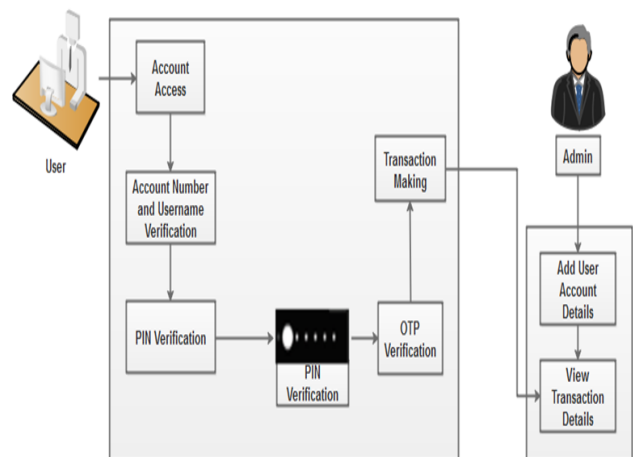 User
Account
Access
Account Number
and Username
Verification
PIN Verification
PIN
Verification
OTP
Verification
Transaction
Making
Admin
Add User
Account
Details
View
Transaction
Details